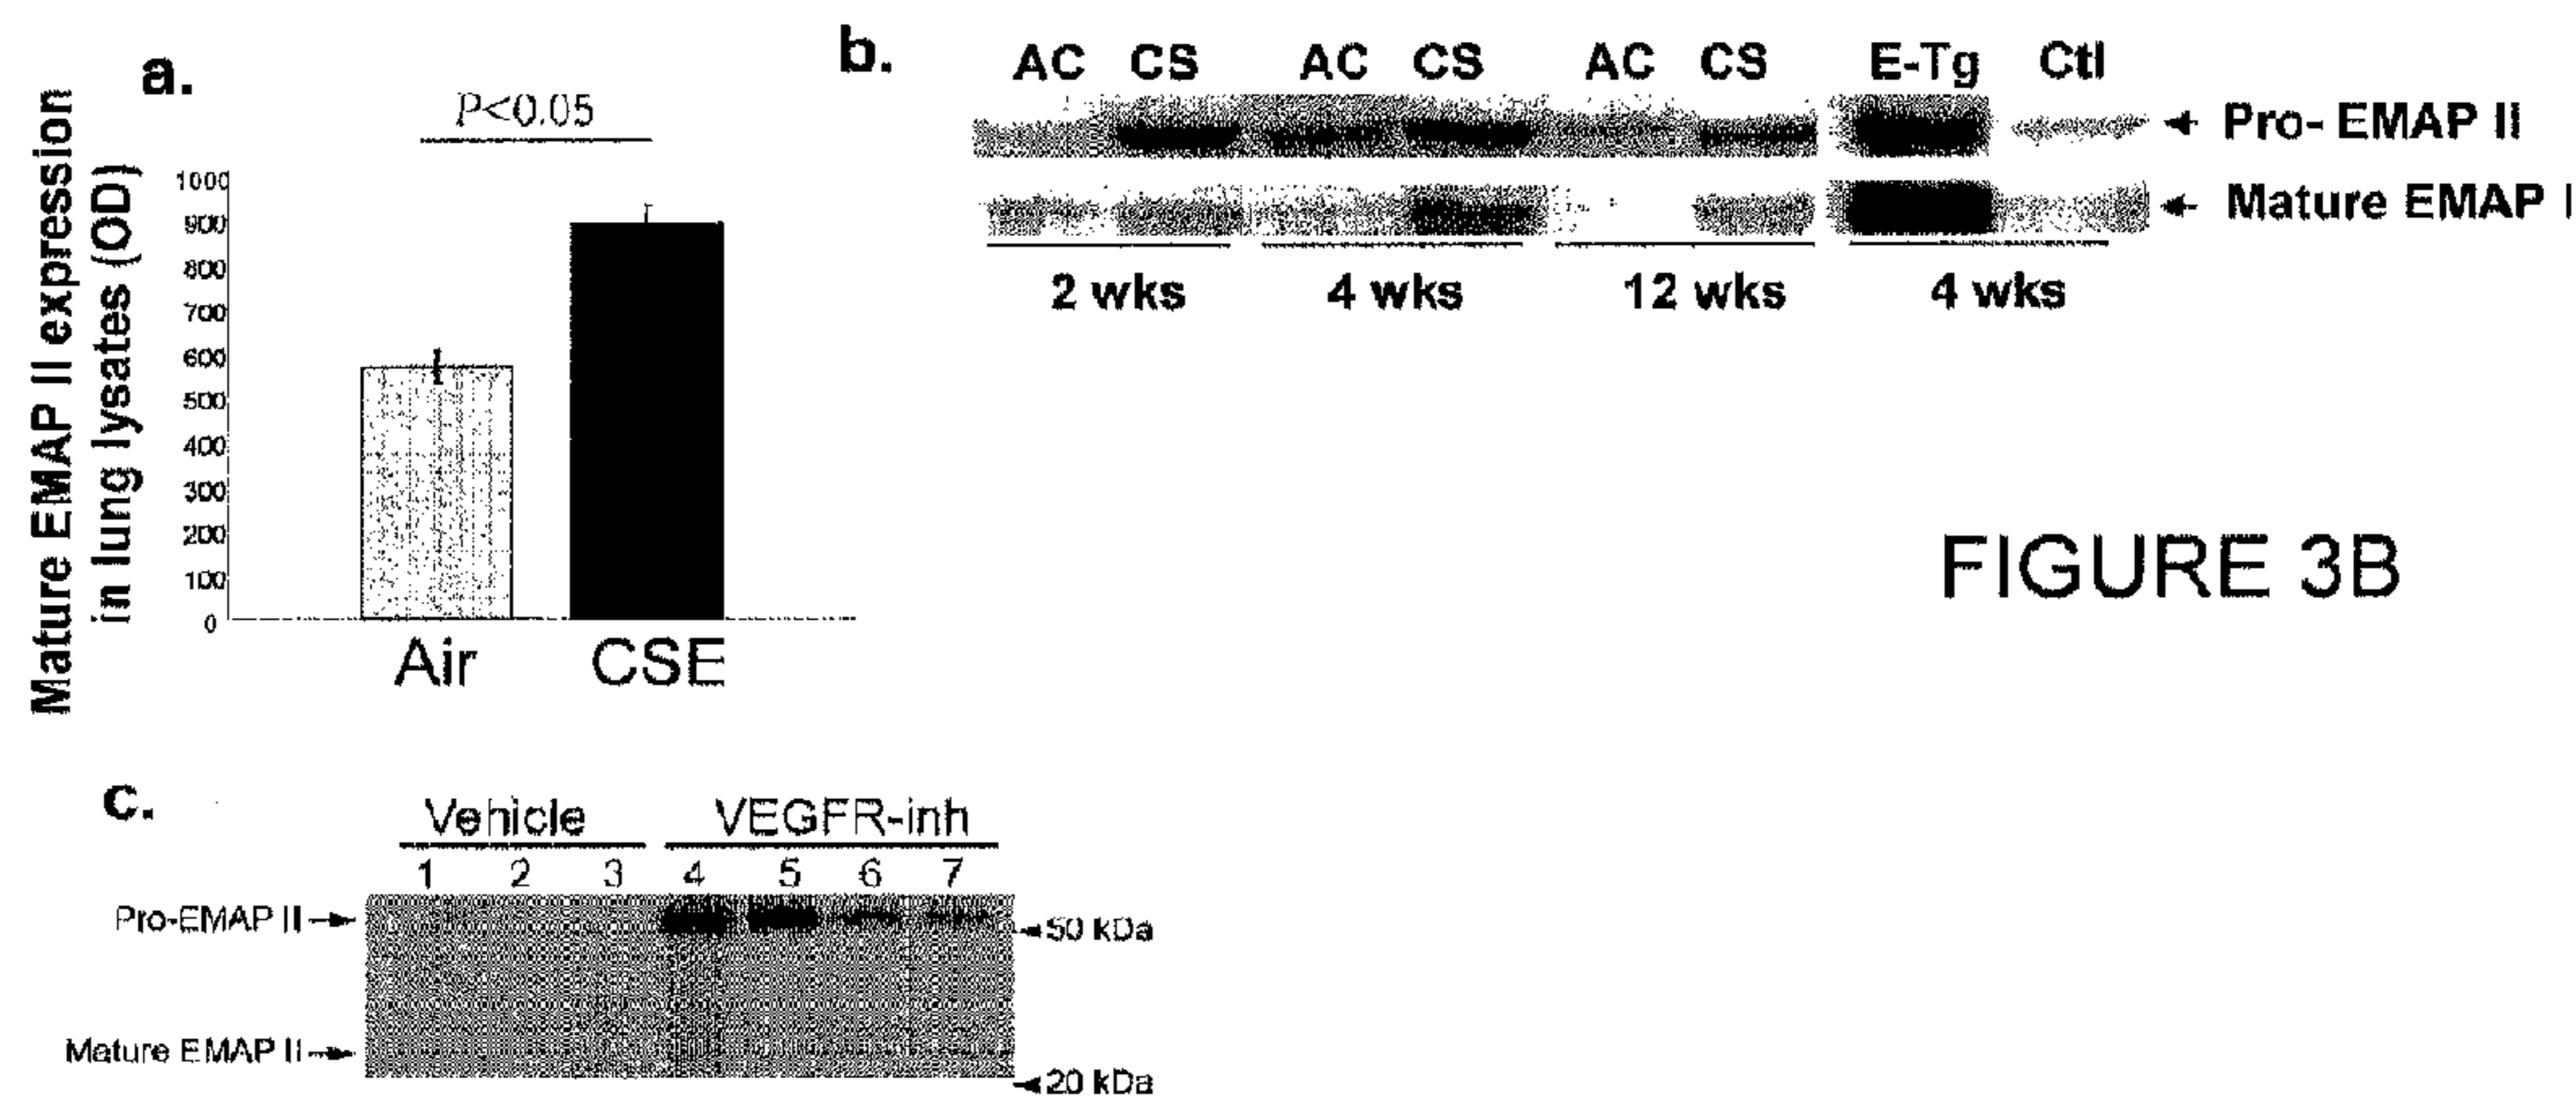 a.
P<0.05
Mature EMAP II expression
in lung lysates (OD)
1000
900
800
700
600
500
400
300
200
100
0
Air CSE
b.
AC CS AC CS AC CS E-Tg Ctl
Pro- EMAP II
Mature EMAP I
2 wks 4 wks 12 wks 4 wks
FIGURE 3B
c.
Vehicle VEGFR-inh
1 2 3 4 5 6 7
Pro-EMAP II
50 kDa
Mature EMAP II
20 kDa